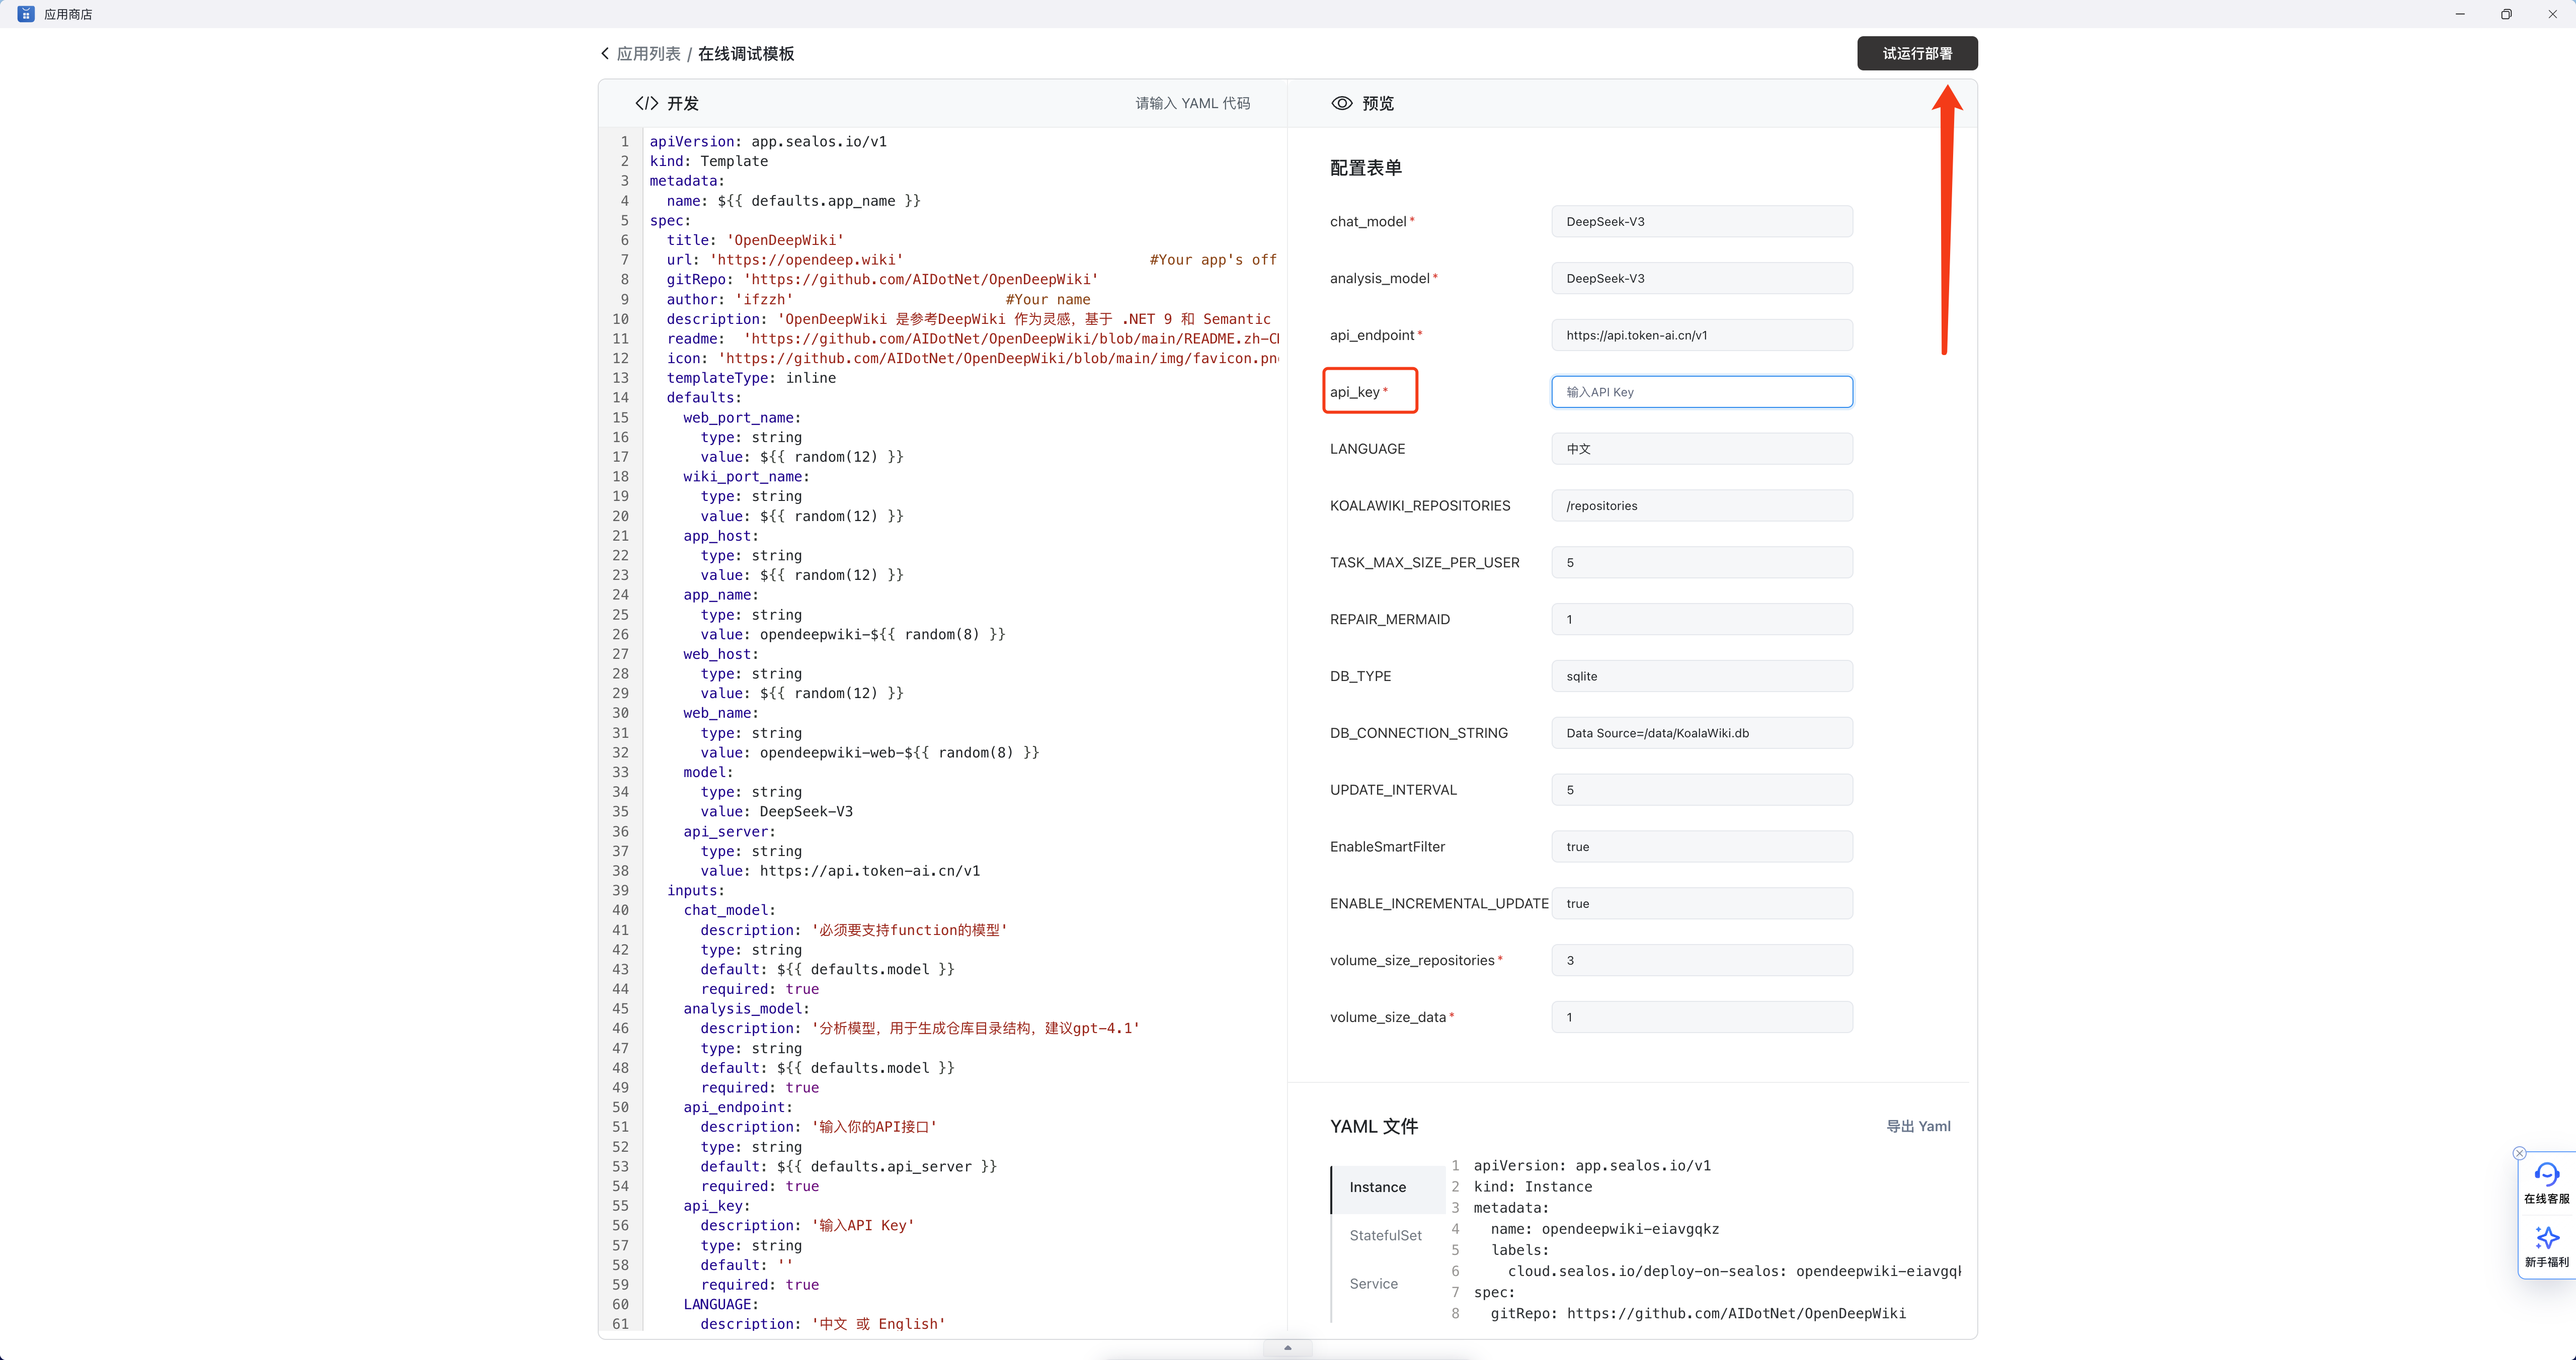 应用商店
应用列表 / 在线调试模板
试运行部署
</> 开发
请输入 YAML 代码
1 apiVersion: app.sealos.io/v1
2 kind: Template
3 metadata:
4 name: ${{ defaults.app_name }}
5 spec:
6 title: 'OpenDeepWiki'
7 url: 'https://opendeep.wiki' #Your app's off
8 gitRepo: 'https://github.com/AIDotNet/OpenDeepWiki'
9 author: 'ifzzh' #Your name
10 description: 'OpenDeepWiki 是参考DeepWiki 作为灵感，基于 .NET 9 和 Semantic
11 readme: 'https://github.com/AIDotNet/OpenDeepWiki/blob/main/README.zh-C
12 icon: 'https://github.com/AIDotNet/OpenDeepWiki/blob/main/img/favicon.pn
13 templateType: inline
14 defaults:
15 web_port_name:
16 type: string
17 value: ${{ random(12) }}
18 wiki_port_name:
19 type: string
20 value: ${{ random(12) }}
21 app_host:
22 type: string
23 value: ${{ random(12) }}
24 app_name:
25 type: string
26 value: opendeepwiki-${{ random(8) }}
27 web_host:
28 type: string
29 value: ${{ random(12) }}
30 web_name:
31 type: string
32 value: opendeepwiki-web-${{ random(8) }}
33 model:
34 type: string
35 value: DeepSeek-V3
36 api_server:
37 type: string
38 value: https://api.token-ai.cn/v1
39 inputs:
40 chat_model:
41 description: '必须要支持function的模型'
42 type: string
43 default: ${{ defaults.model }}
44 required: true
45 analysis_model:
46 description: '分析模型，用于生成仓库目录结构，建议gpt-4.1'
47 type: string
48 default: ${{ defaults.model }}
49 required: true
50 api_endpoint:
51 description: '输入你的API接口'
52 type: string
53 default: ${{ defaults.api_server }}
54 required: true
55 api_key:
56 description: '输入API Key'
57 type: string
58 default: ''
59 required: true
60 LANGUAGE:
61 description: '中文 或 English'
预览
配置表单
chat_model* DeepSeek-V3
analysis_model* DeepSeek-V3
api_endpoint* https://api.token-ai.cn/v1
api_key* 输入API Key
LANGUAGE 中文
KOALAWIKI_REPOSITORIES /repositories
TASK_MAX_SIZE_PER_USER 5
REPAIR_MERMAID 1
DB_TYPE sqlite
DB_CONNECTION_STRING Data Source=/data/KoalaWiki.db
UPDATE_INTERVAL 5
EnableSmartFilter true
ENABLE_INCREMENTAL_UPDATE true
volume_size_repositories* 3
volume_size_data* 1
YAML 文件
导出 Yaml
Instance
StatefulSet
Service
1 apiVersion: app.sealos.io/v1
2 kind: Instance
3 metadata:
4 name: opendeepwiki-eiavgqkz
5 labels:
6 cloud.sealos.io/deploy-on-sealos: opendeepwiki-eiavgqk
7 spec:
8 gitRepo: https://github.com/AIDotNet/OpenDeepWiki
在线客服
新手福利